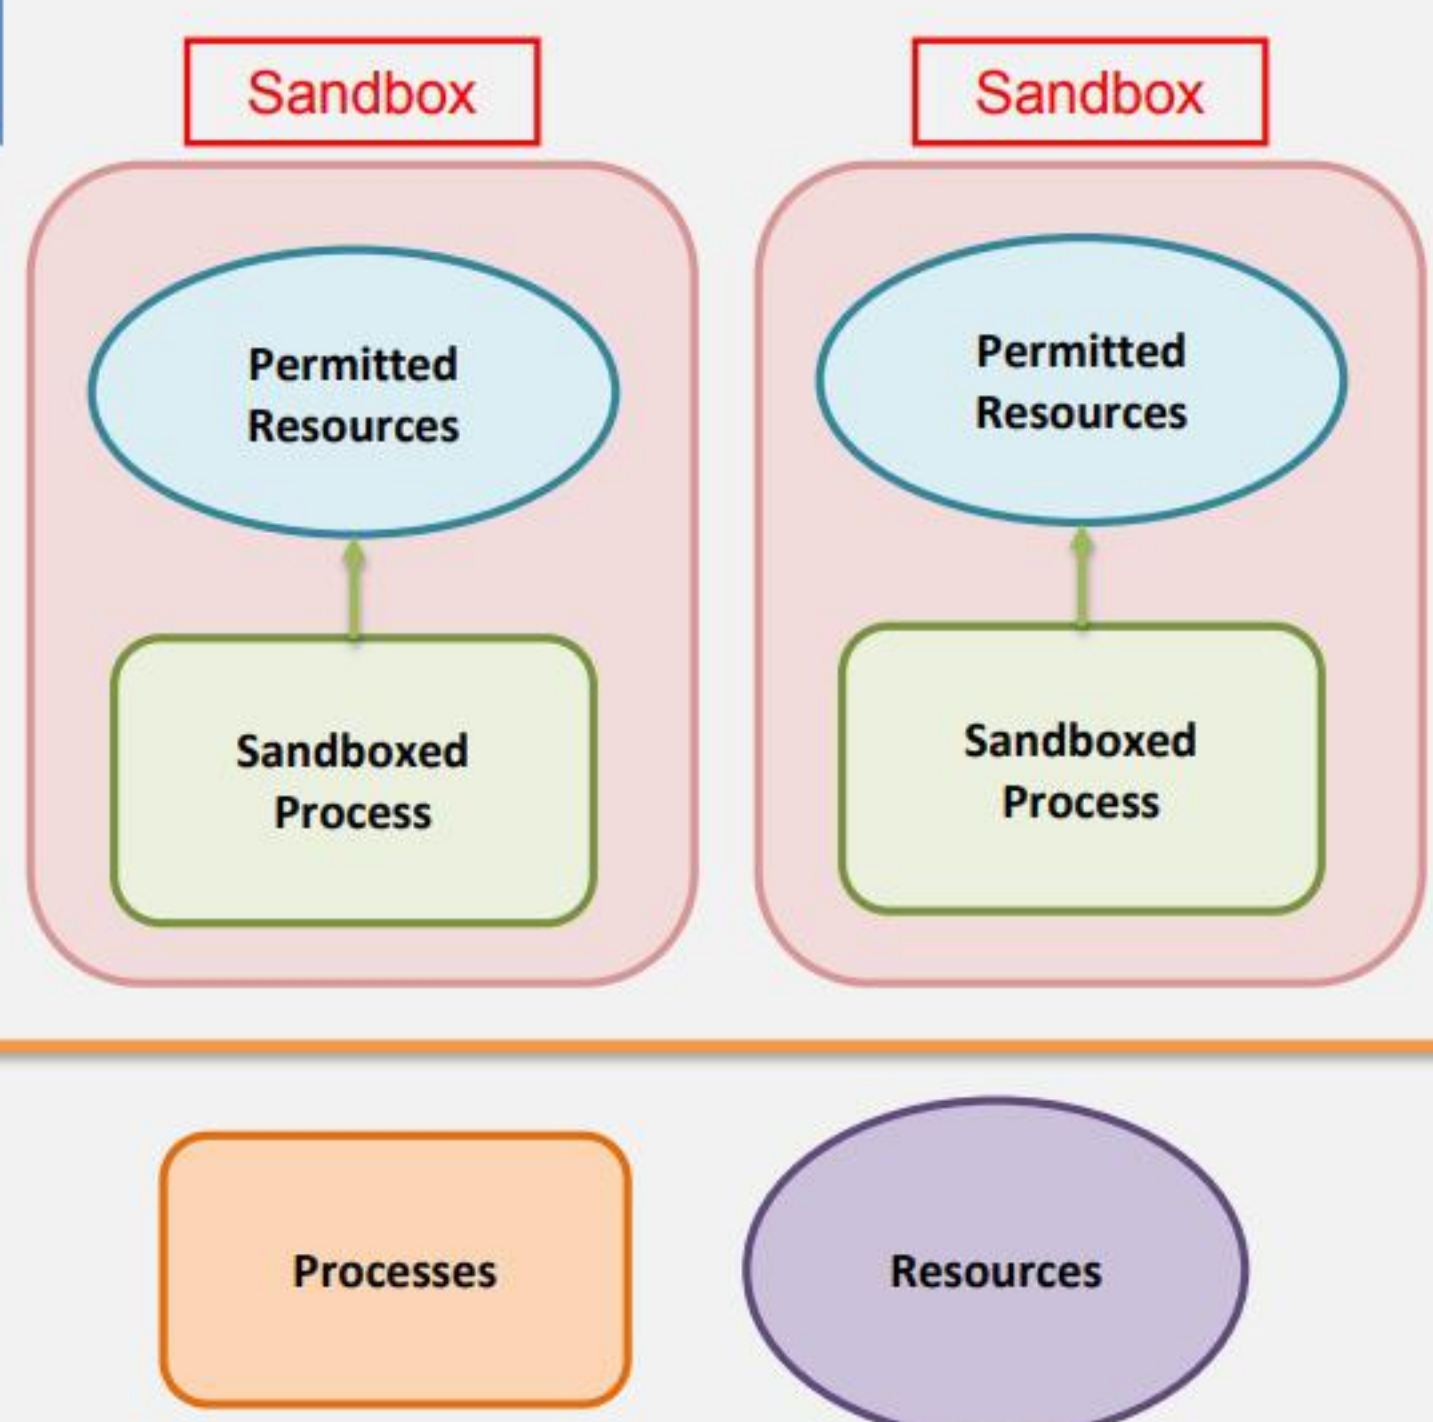 Sandbox
Sandbox
Permitted
Resources
Permitted
Resources
Sandboxed
Process
Sandboxed
Process
Processes
Resources